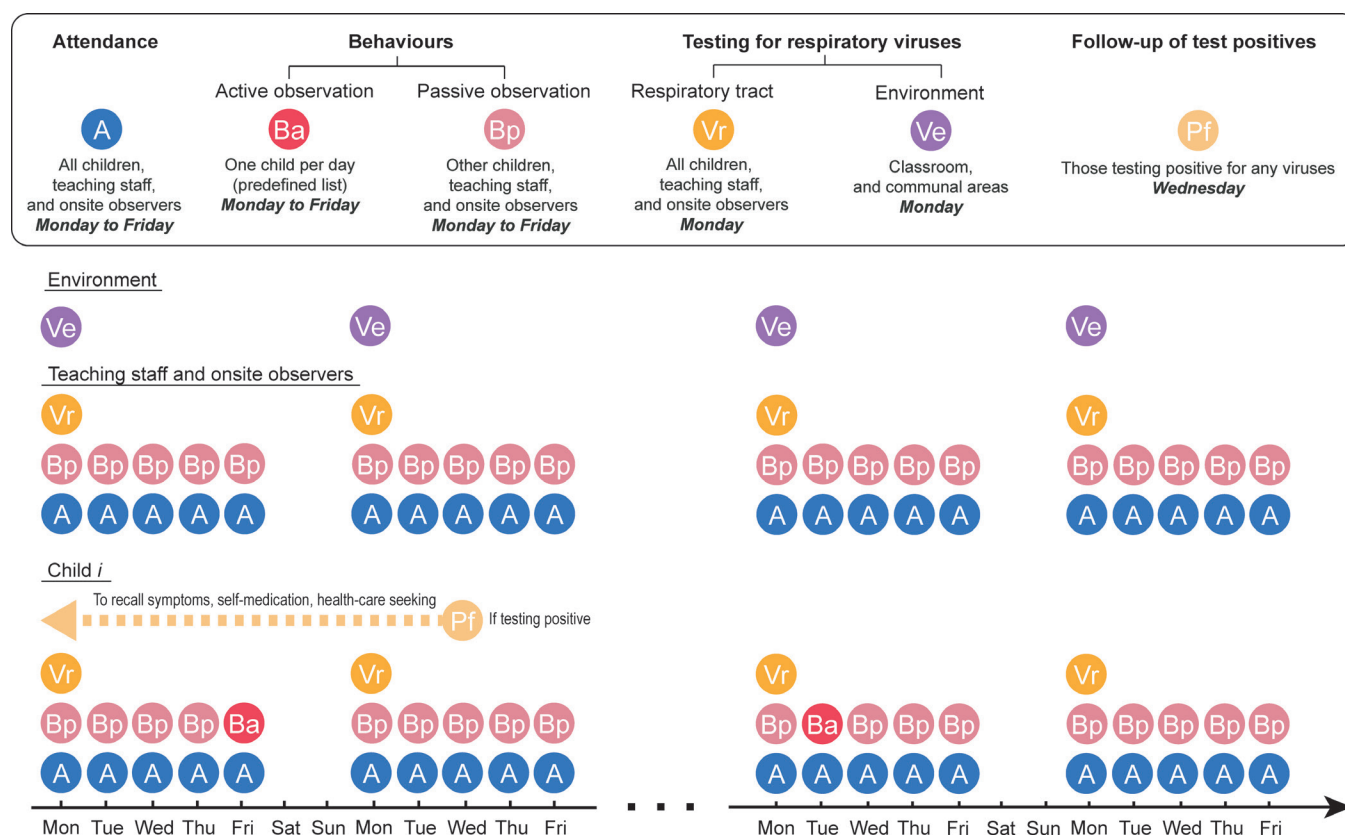 Attendance
Behaviours
Testing for respiratory viruses
Follow-up of test positives
Active observation
Passive observation
Respiratory tract
Environment
A
Ba
Bp
Vr
Ve
Pf
All children,
teaching staff,
and onsite observers
Monday to Friday
One child per day
(predefined list)
Monday to Friday
Other children,
teaching staff,
and onsite observers
Monday to Friday
All children,
teaching staff,
and onsite observers
Monday
Classroom,
and communal areas
Monday
Those testing positive for any viruses
Wednesday
Environment
Ve Ve Ve Ve
Teaching staff and onsite observers
Vr Vr Vr Vr
Bp Bp Bp Bp Bp Bp Bp Bp Bp Bp Bp Bp Bp Bp Bp Bp Bp Bp Bp Bp
A A A A A A A A A A A A A A A A A A A A
Child i
To recall symptoms, self-medication, health-care seeking
Pf If testing positive
Vr Vr Vr Vr
Bp Bp Bp Bp Ba Bp Bp Bp Bp Bp Bp Ba Bp Bp Bp Bp Bp Bp Bp Bp
A A A A A A A A A A A A A A A A A A A A
Mon Tue Wed Thu Fri Sat Sun Mon Tue Wed Thu Fri Mon Tue Wed Thu Fri Sat Sun Mon Tue Wed Thu Fri